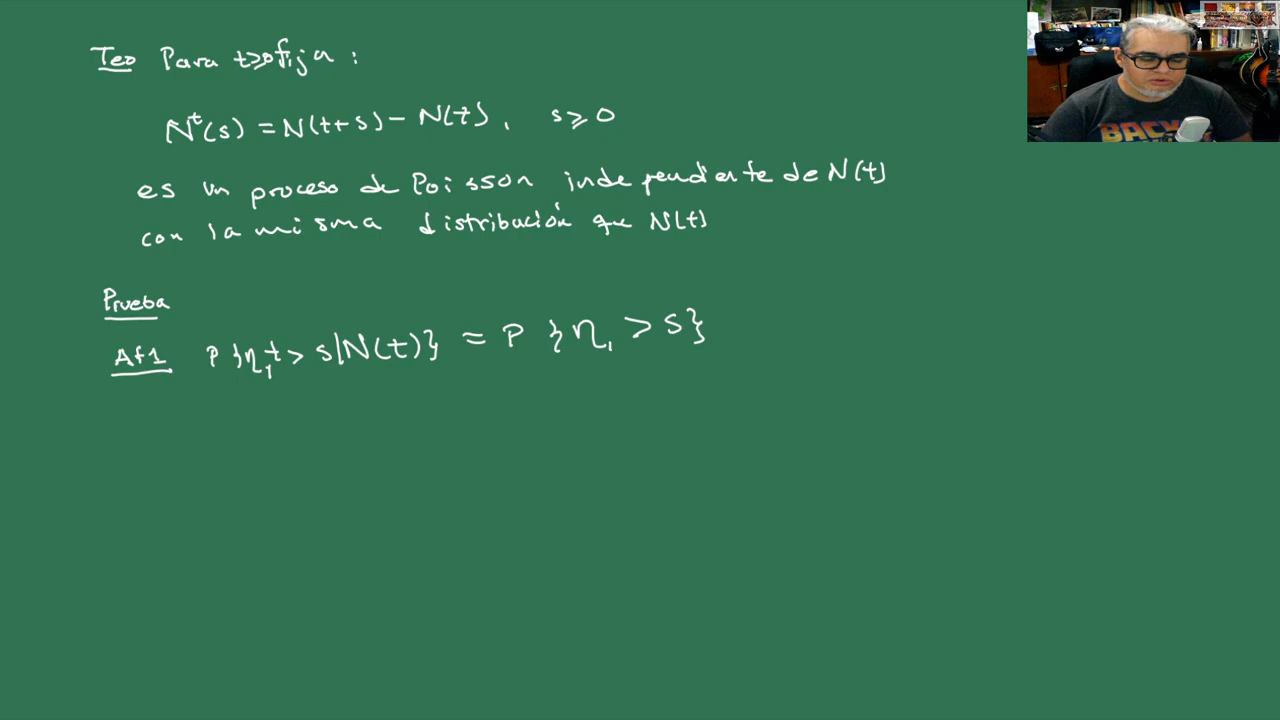 Teo Para t≥0 fija:
N^t(s) = N(t+s) - N(t), s ≥ 0
es un proceso de Poisson independiente de N(t)
con la misma distribución que N(t)
Prueba
Af1 P{η_1^t > s|N(t)} = P{η_1 > s}
BACK